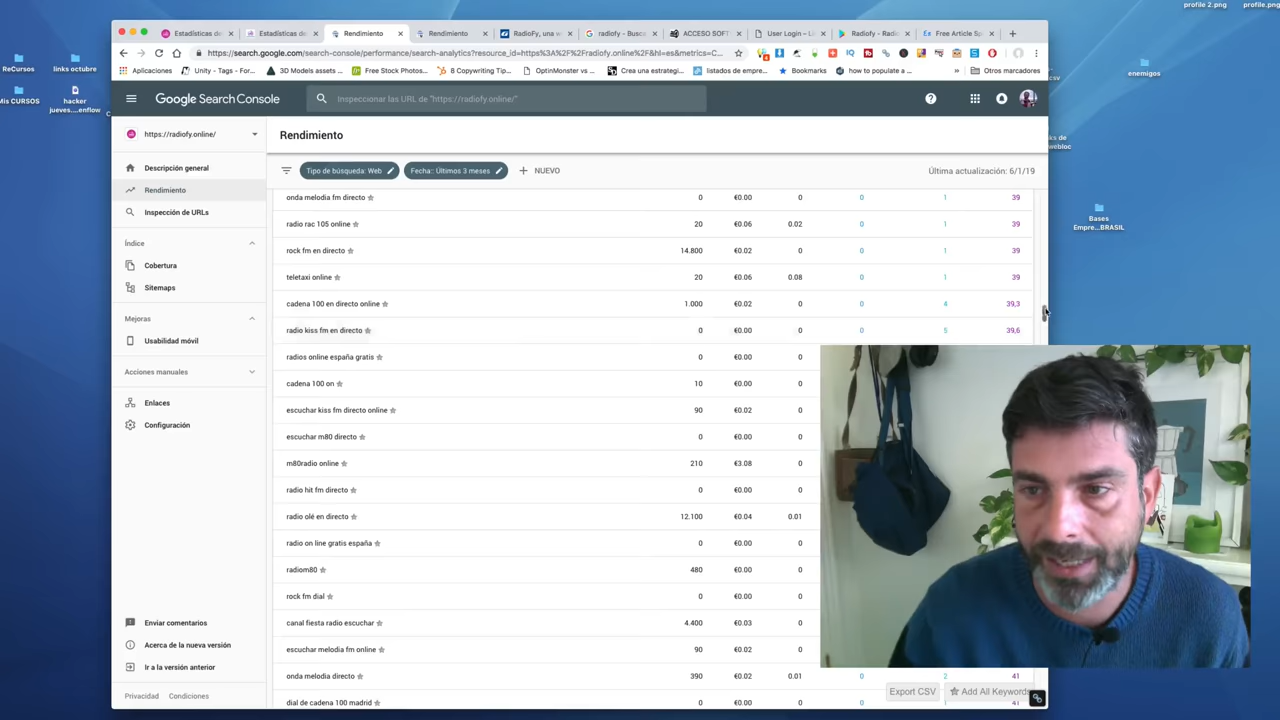 profile 2.png
profile.png
ReCursos
links octubre
Mis CURSOS
hacker
jueves....enflow
enemigos
Bases
Empre...BRASIL
Estadísticas de
Estadísticas de
Rendimiento
Rendimiento
RadioFy, una w
radiofy - Busca
ACCESO SOFT
User Login – Li
Radiofy - Radi
Free Article Sp
https://search.google.com/search-console/performance/search-analytics?resource_id=https%3A%2F%2Fradiofy.online%2F&hl=es&metrics=C...
Aplicaciones
Unity - Tags - For
3D Models assets ...
Free Stock Photos...
8 Copywriting Tip...
OptinMonster vs ...
Crea una estrategi...
listados de empre...
Bookmarks
how to populate a ...
Otros marcadores
Google Search Console
Inspeccionar las URL de "https://radiofy.online/"
https://radiofy.online/
Rendimiento
Descripción general
Rendimiento
Inspección de URLs
Índice
Cobertura
Sitemaps
Mejoras
Usabilidad móvil
Acciones manuales
Enlaces
Configuración
Enviar comentarios
Acerca de la nueva versión
Ir a la versión anterior
Privacidad Condiciones
Tipo de búsqueda: Web
Fecha:: Últimos 3 meses
NUEVO
Última actualización: 6/1/19
onda melodia fm directo 0 €0.00 0 1 39
radio rac 105 online 20 €0.06 0.02 0 1 39
rock fm en directo 14.800 €0.02 0 0 1 39
teletaxi online 20 €0.06 0.08 0 1 39
cadena 100 en directo online 1.000 €0.02 0 0 4 39,3
radio kiss fm en directo 0 €0.00 0 0 5 39,6
radios online españa gratis 0 €0.00 0
cadena 100 on 10 €0.00 0
escuchar kiss fm directo online 90 €0.02 0
escuchar m80 directo 0 €0.00 0
m80radio online 210 €3.08 0
radio hit fm directo 0 €0.00 0
radio olé en directo 12.100 €0.04 0.01
radio on line gratis españa 0 €0.00 0
radiom80 480 €0.00 0
rock fm dial 0 €0.00 0
canal fiesta radio escuchar 4.400 €0.03 0
escuchar melodia fm online 90 €0.02 0
onda melodia directo 390 €0.02 0.01 0 2 41
dial de cadena 100 madrid 0 €0.00 0 0 1 41
Export CSV
Add All Keywords